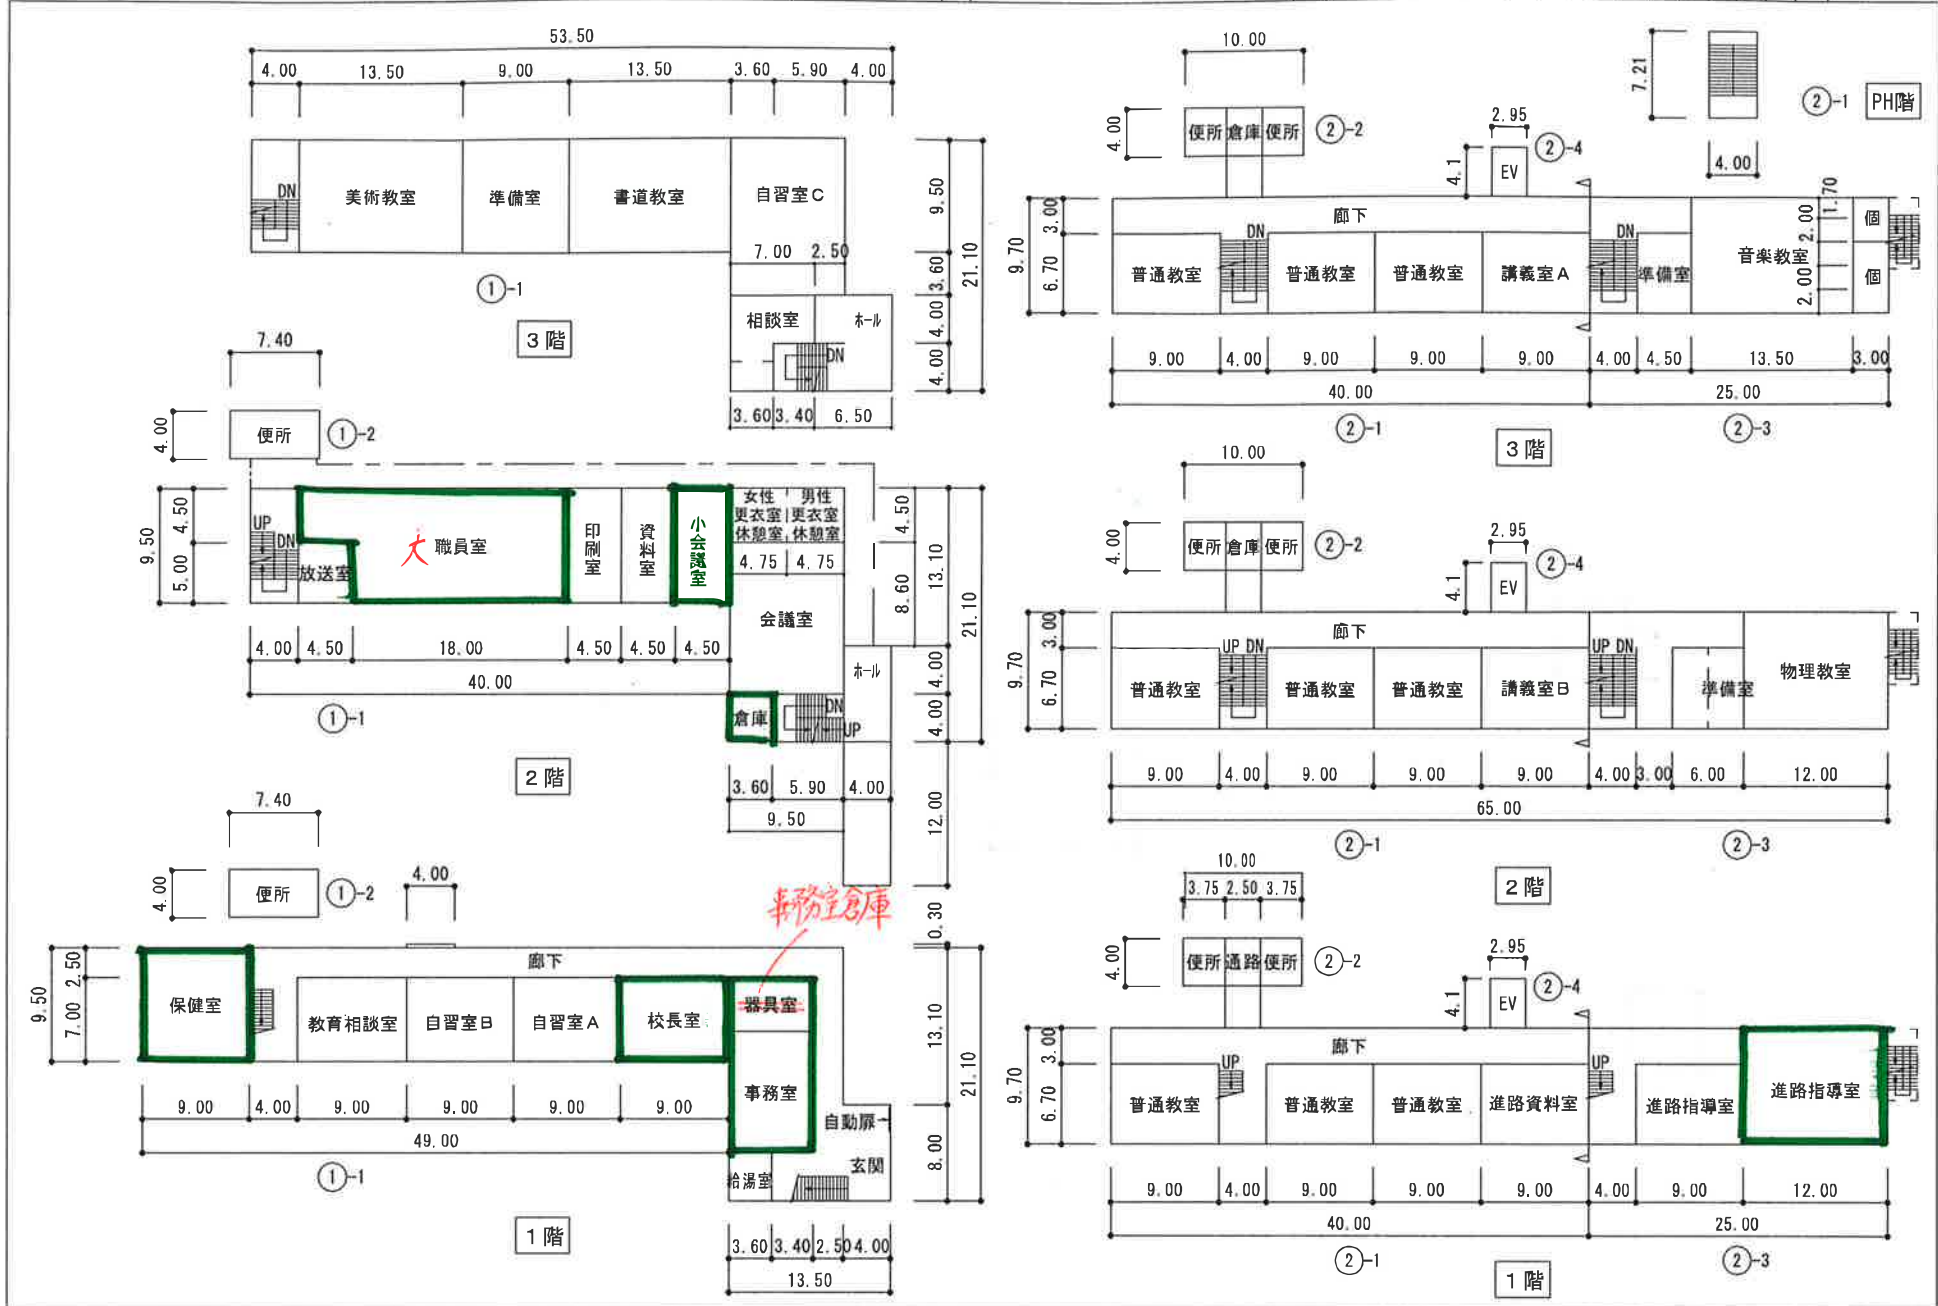 53.50
4.00 13.50 9.00 13.50 3.60 5.90 4.00
DN 美術教室 準備室 書道教室 自習室C
9.50
7.00 2.50
3.60
21.10
①-1
相談室 ホール
4.00
DN
4.00
3階
3.60 3.40 6.50
7.40
4.00
便所 ①-2
9.50
4.50
5.00
UP
DN
放送室
大 職員室
印刷室
資料室
小会議室
女性更衣室休憩室
男性更衣室休憩室
4.75 4.75
会議室
4.50
8.60
13.10
21.10
ホール
4.00
4.00 4.50 18.00 4.50 4.50 4.50
40.00
①-1
倉庫
DN
UP
4.00
2階
3.60 5.90 4.00
9.50
12.00
7.40
4.00
便所 ①-2
4.00
事務室倉庫
0.30
9.50
2.50
7.00
廊下
保健室 教育相談室 自習室B 自習室A 校長室 器具室
事務室
13.10
21.10
自動扉
玄関
給湯室
8.00
9.00 4.00 9.00 9.00 9.00 9.00
49.00
①-1
1階
3.60 3.40 2.50 4.00
13.50
10.00
4.00
便所 倉庫 便所 ②-2
2.95
4.1
EV ②-4
7.21
4.00
②-1 PH階
9.70
3.00
6.70
廊下
普通教室 DN 普通教室 普通教室 講義室A DN 準備室 音楽教室
1.70
2.00
2.00
個
個
9.00 4.00 9.00 9.00 9.00 4.00 4.50 13.50 3.00
40.00 25.00
②-1 ②-3
3階
10.00
4.00
便所 倉庫 便所 ②-2
2.95
4.1
EV ②-4
9.70
3.00
6.70
廊下
普通教室 UP DN 普通教室 普通教室 講義室B UP DN 準備室 物理教室
9.00 4.00 9.00 9.00 9.00 4.00 3.00 6.00 12.00
65.00
②-1 ②-3
2階
10.00
3.75 2.50 3.75
4.00
便所 通路 便所 ②-2
2.95
4.1
EV ②-4
9.70
3.00
6.70
廊下
普通教室 UP 普通教室 普通教室 進路資料室 UP 進路指導室 進路指導室
9.00 4.00 9.00 9.00 9.00 4.00 9.00 12.00
40.00 25.00
②-1 ②-3
1階